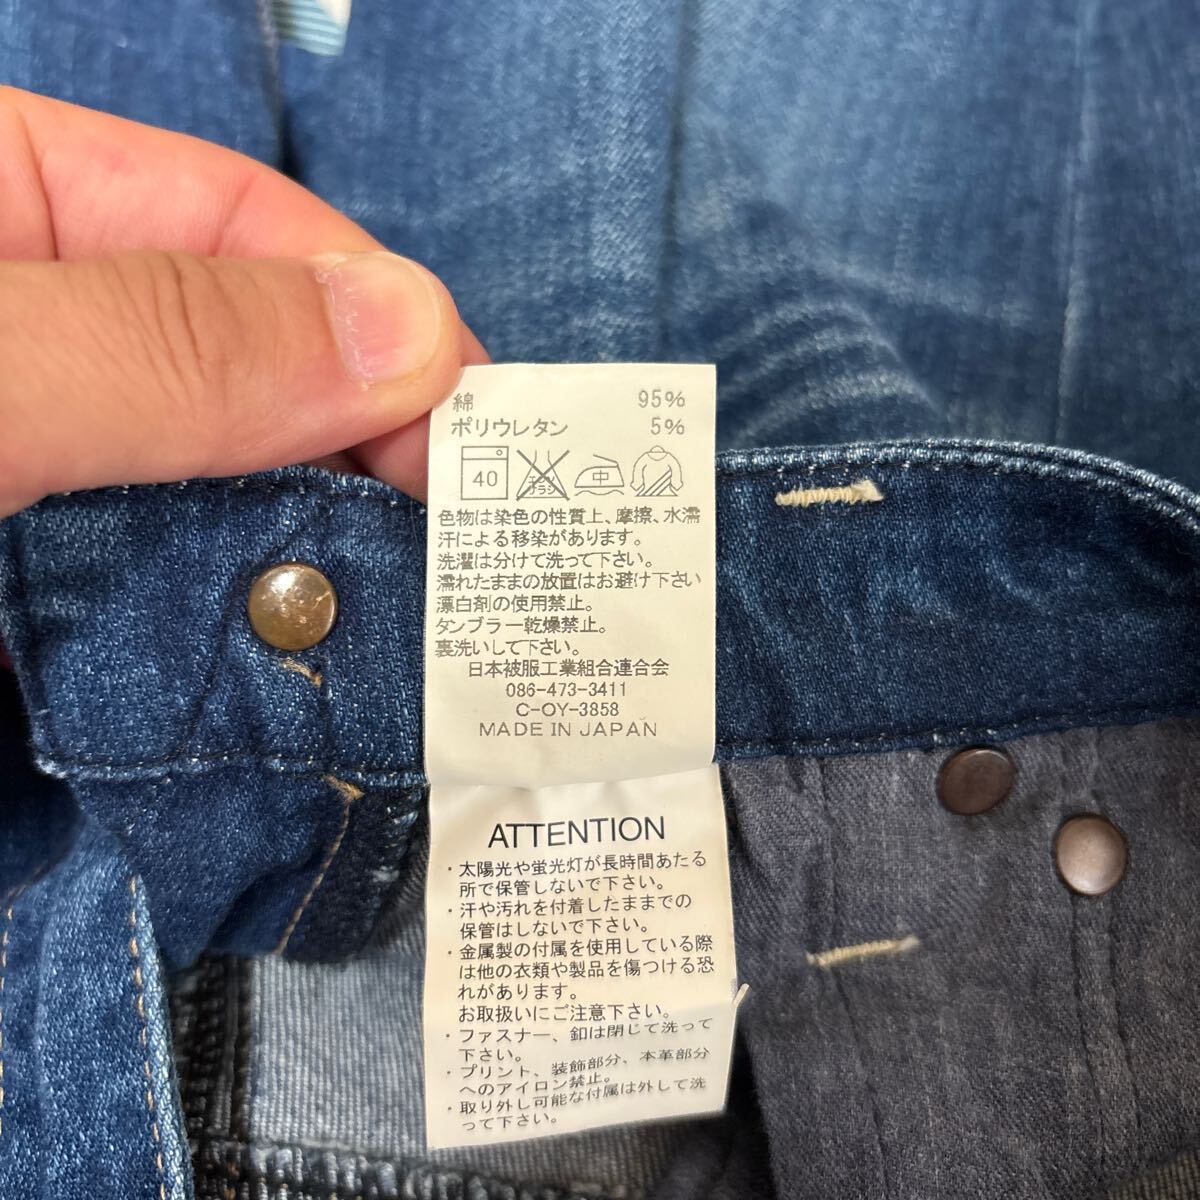 綿 95%
ポリウレタン 5%
40 エンソ ブラシ 中
色物は染色の性質上、摩擦、水濡
汗による移染があります。
洗濯は分けて洗って下さい。
濡れたままの放置はお避け下さい
漂白剤の使用禁止。
タンブラー乾燥禁止。
裏洗いして下さい。
日本被服工業組合連合会
086-473-3411
C-OY-3858
MADE IN JAPAN
ATTENTION
・太陽光や蛍光灯が長時間あたる
所で保管しないで下さい。
・汗や汚れを付着したままでの
保管はしないで下さい。
・金属製の付属を使用している際
は他の衣類や製品を傷つける恐
れがあります。
お取扱いにご注意下さい。
・ファスナー、釦は閉じて洗って
下さい。
・プリント、装飾部分、本革部分
へのアイロン禁止。
・取り外し可能な付属は外して洗
って下さい。